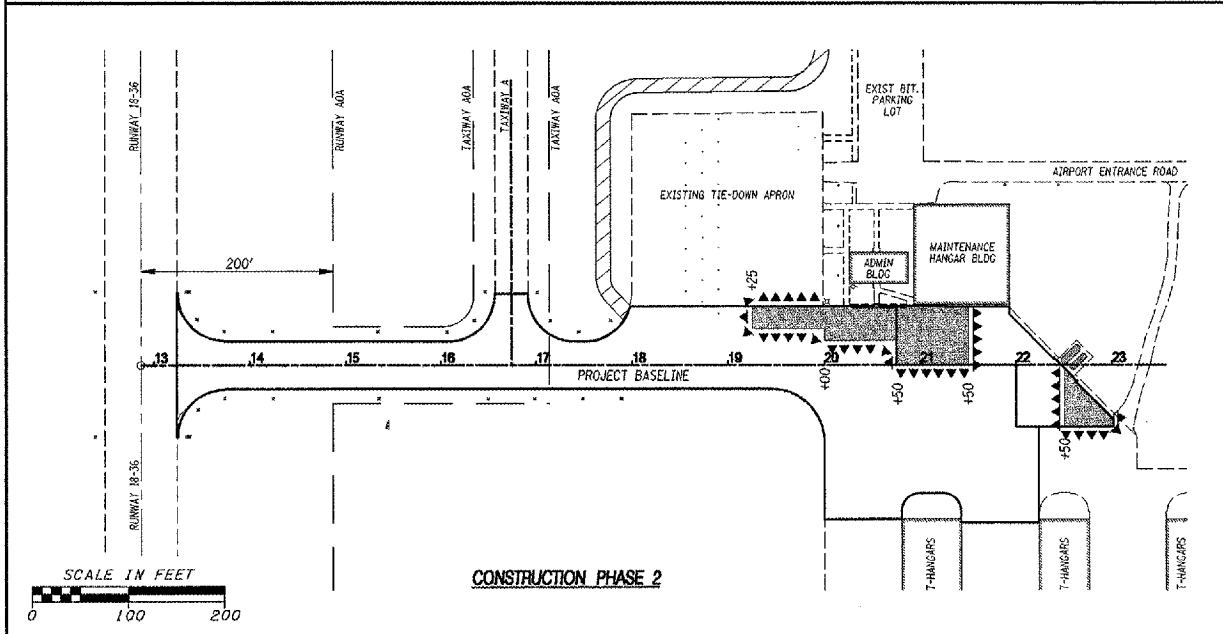 RUNWAY 18-36
RUNWAY AOA
TAXIWAY AOA
TAXIWAY A
TAXIWAY AOA
EXIST BIT.
PARKING
LOT
AIRPORT ENTRANCE ROAD
EXISTING TIE-DOWN APRON
MAINTENANCE
HANGAR BLDG
ADMIN
BLDG
200'
+25
13 14 15 16 17 18 19 20 21 22 23
PROJECT BASELINE
+00
+50
+50
+50
RUNWAY 18-36
T-HANGARS
T-HANGARS
T-HANGARS
SCALE IN FEET
0 100 200
CONSTRUCTION PHASE 2